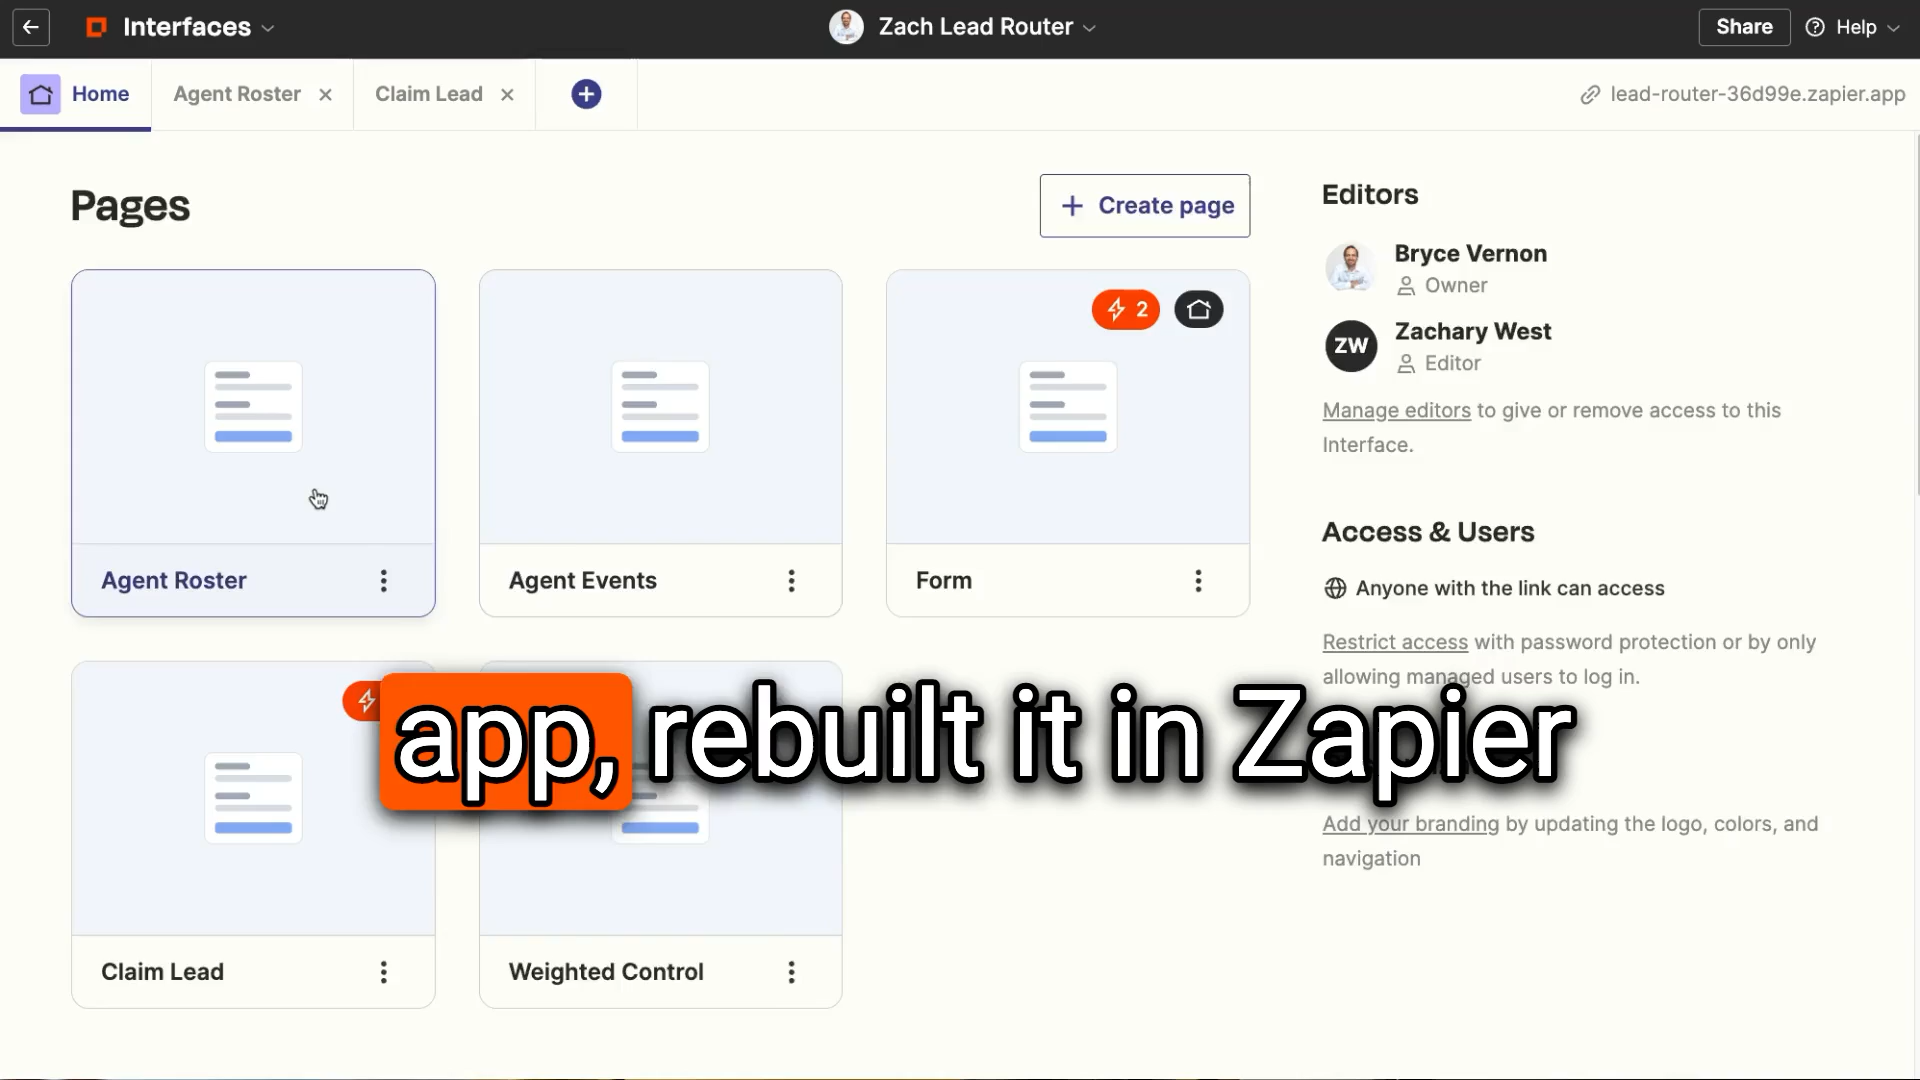 Interfaces
Zach Lead Router
Share
Help
Home
Agent Roster
Claim Lead
lead-router-36d99e.zapier.app
Pages
Create page
2
Agent Roster
Agent Events
Form
Claim Lead
Weighted Control
app, rebuilt it in Zapier
Editors
Bryce Vernon
Owner
ZW
Zachary West
Editor
Manage editors to give or remove access to this
Interface.
Access & Users
Anyone with the link can access
Restrict access with password protection or by only
allowing managed users to log in.
Add your branding by updating the logo, colors, and
navigation